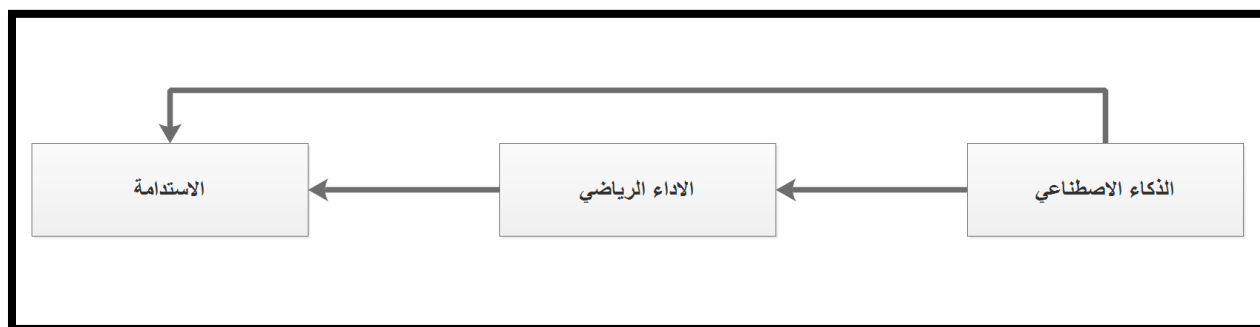 الذكاء الاصطناعي
الاداء الرياضي
الاستدامة